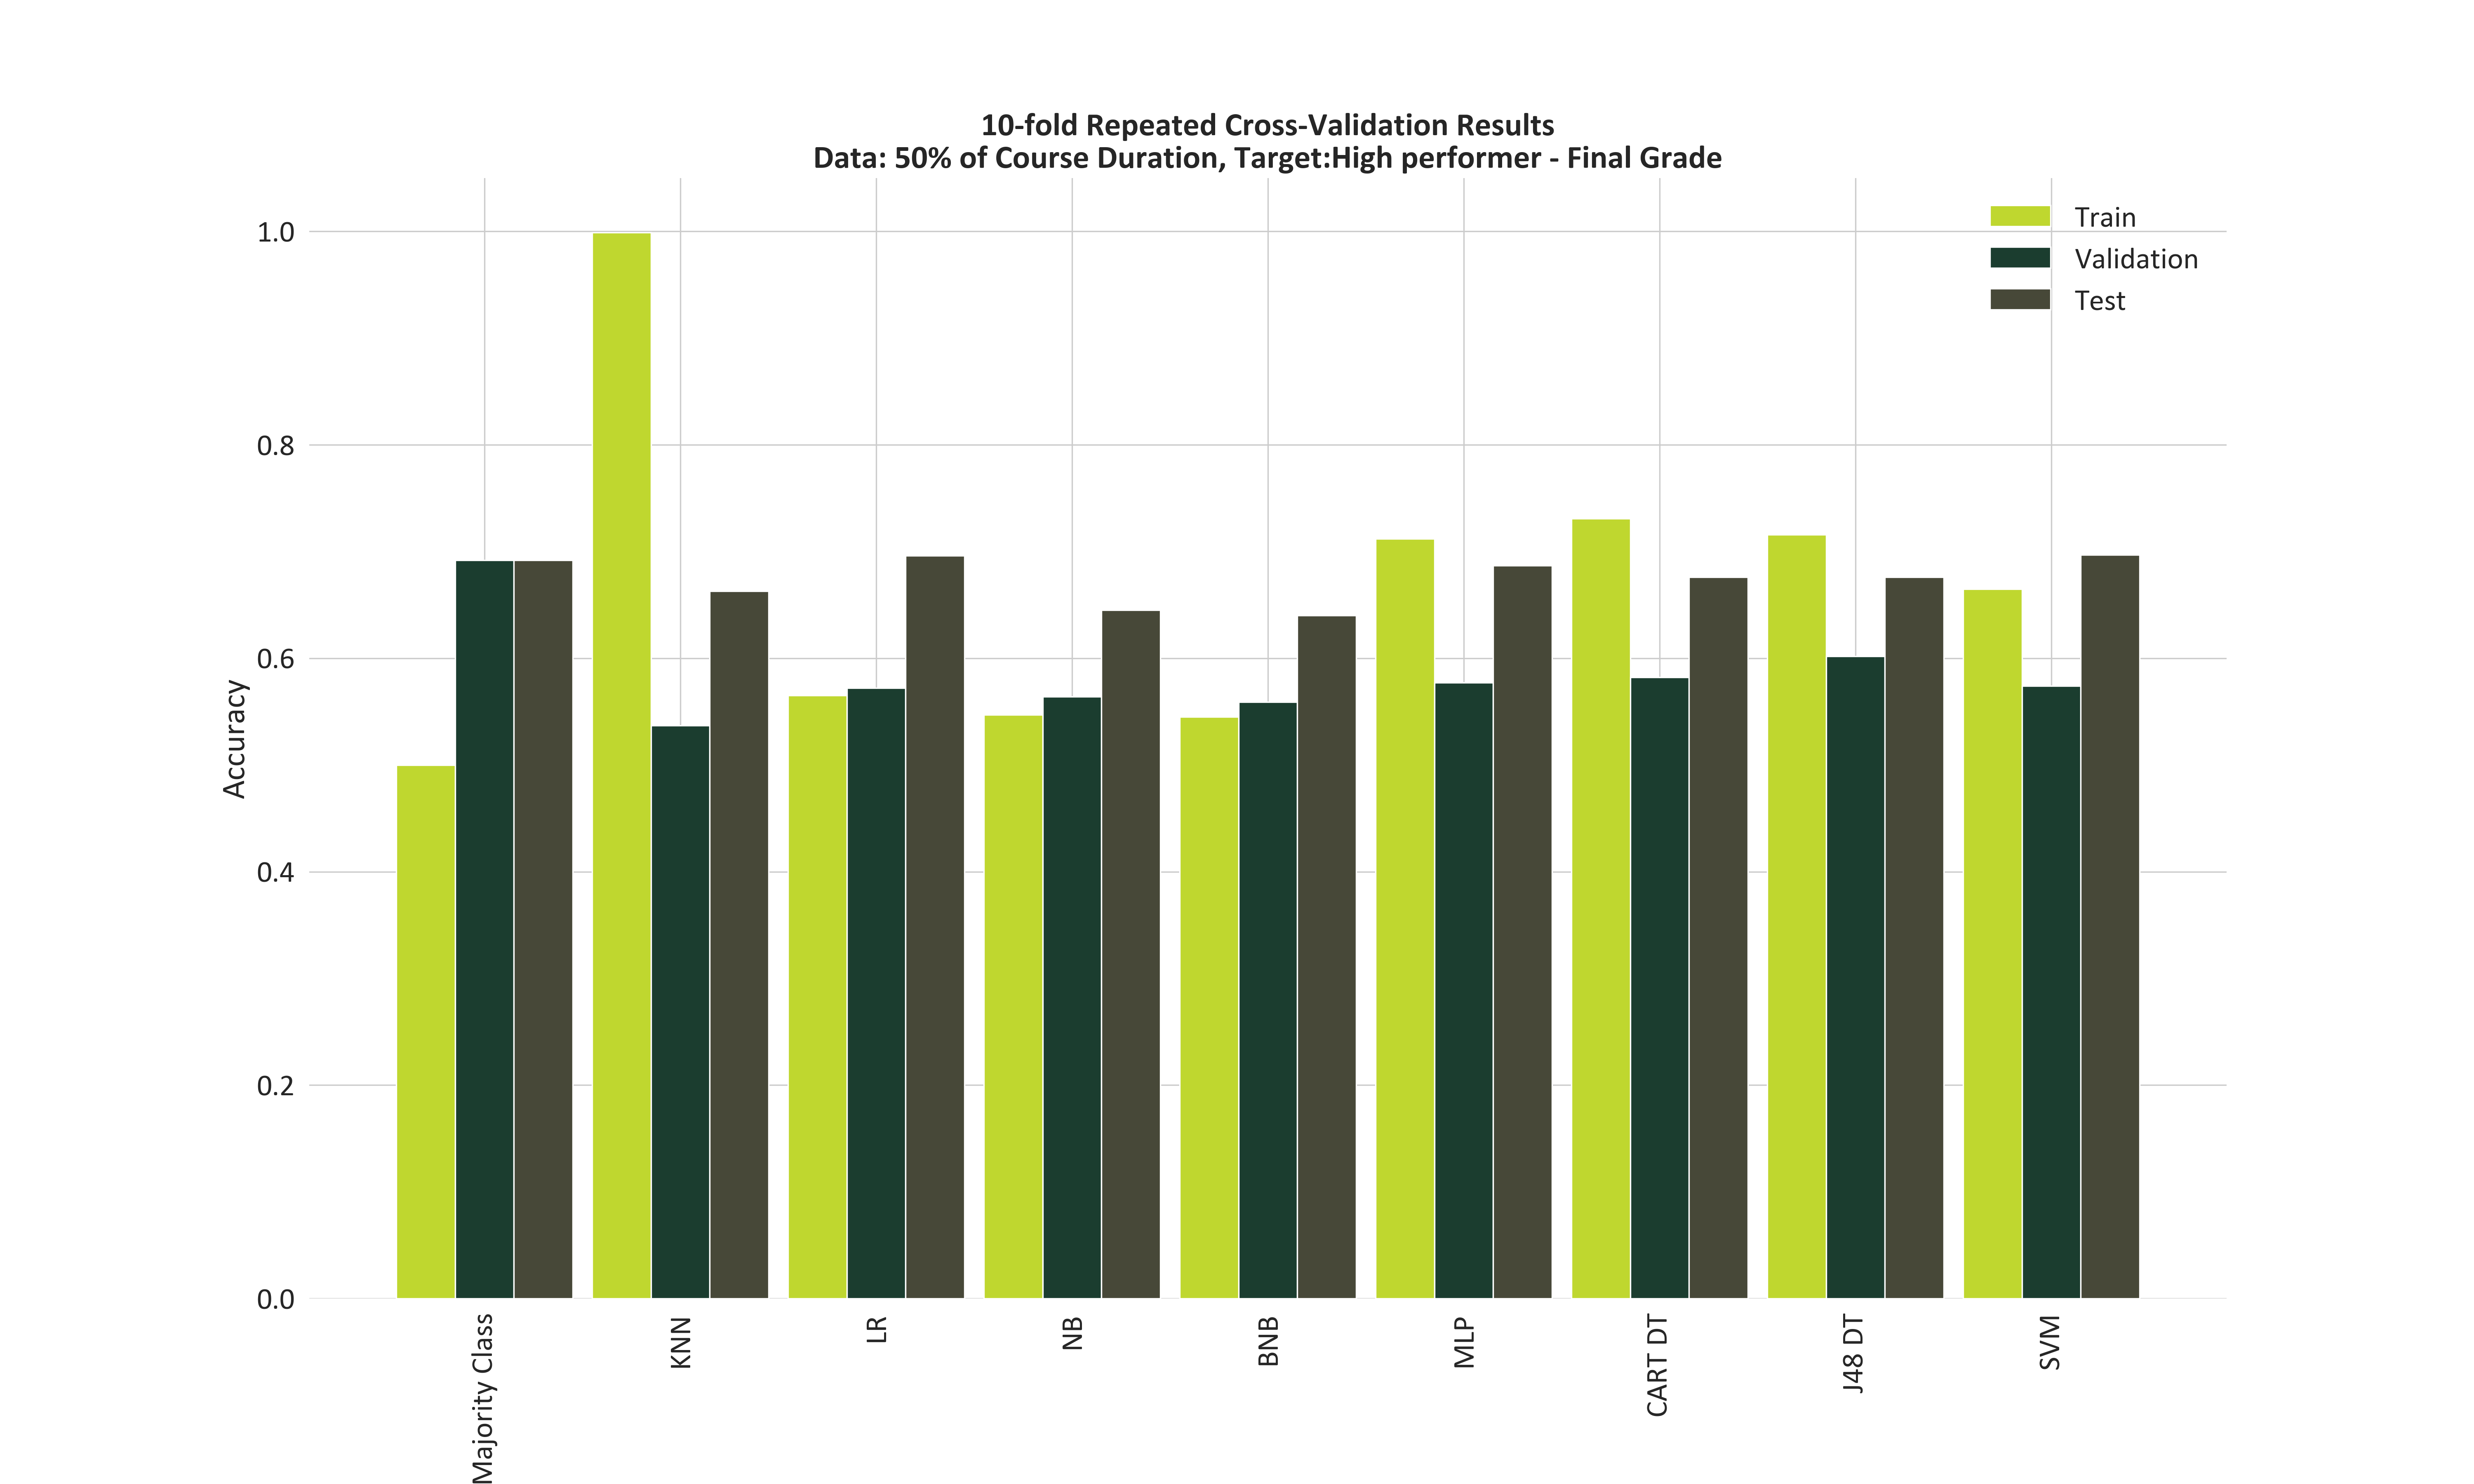 10-fold Repeated Cross-Validation Results
Data: 50% of Course Duration, Target:High performer - Final Grade
Train
Validation
Test
Accuracy
1.0
0.8
0.6
0.4
0.2
0.0
Majority Class
KNN
LR
NB
BNB
MLP
CART DT
J48 DT
SVM